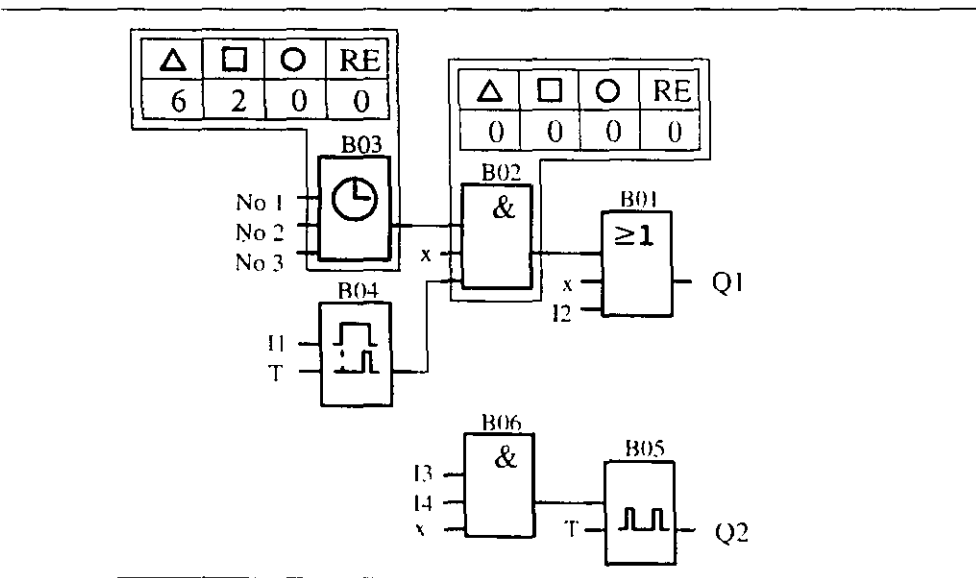 △ □ ○ RE
6 2 0 0
△ □ ○ RE
0 0 0 0
B03
No 1
No 2
No 3
B02
&
x
B01
≥1
x
I2
Q1
B04
I1
T
B06
&
I3
I4
x
B05
T
Q2